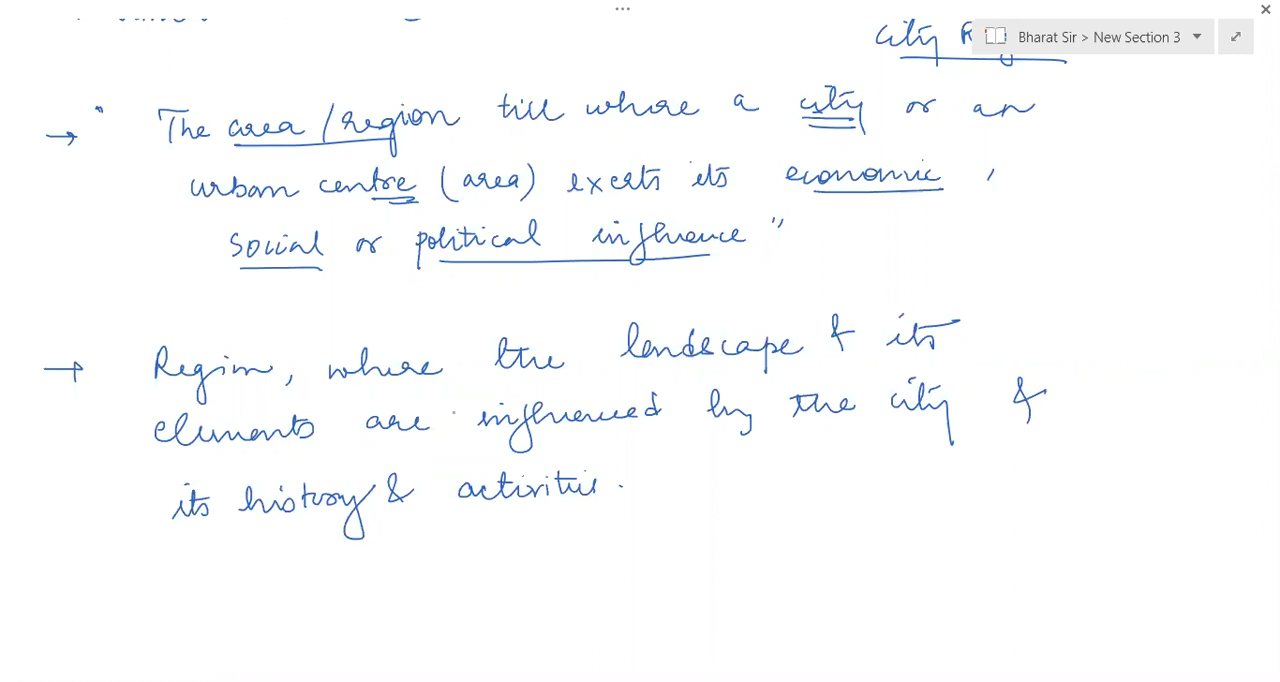 ...
city
Bharat Sir > New Section 3
→ " The area/region till where a city or an
urban centre (area) exerts its economic,
social or political influence"
→ Region, where the landscape & its
elements are influenced by the city &
its history & activities.